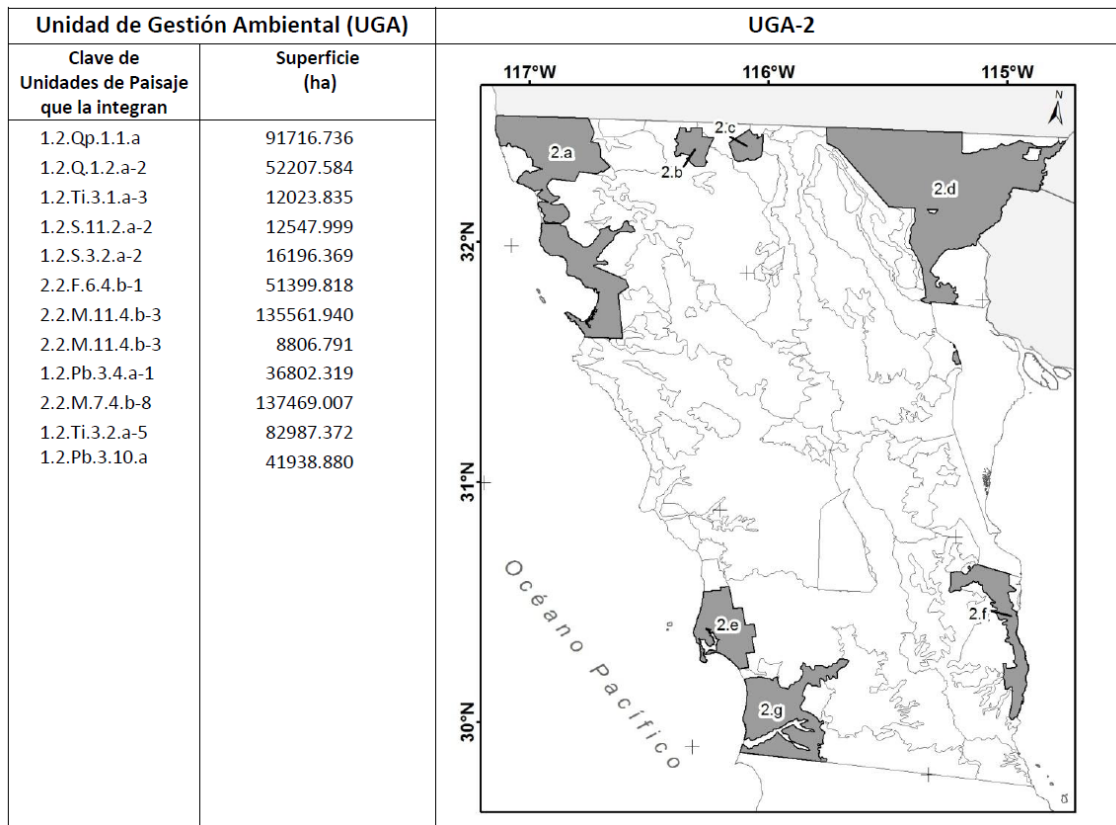 Unidad de Gestión Ambiental (UGA)
UGA-2
Clave de
Unidades de Paisaje
que la integran
Superficie
(ha)
1.2.Qp.1.1.a 91716.736
1.2.Q.1.2.a-2 52207.584
1.2.Ti.3.1.a-3 12023.835
1.2.S.11.2.a-2 12547.999
1.2.S.3.2.a-2 16196.369
2.2.F.6.4.b-1 51399.818
2.2.M.11.4.b-3 135561.940
2.2.M.11.4.b-3 8806.791
1.2.Pb.3.4.a-1 36802.319
2.2.M.7.4.b-8 137469.007
1.2.Ti.3.2.a-5 82987.372
1.2.Pb.3.10.a 41938.880
117°W 116°W 115°W
N
2.a
2.b
2.c
2.d
32°N
31°N
2.e
2.f
2.g
30°N
Océano Pacífico